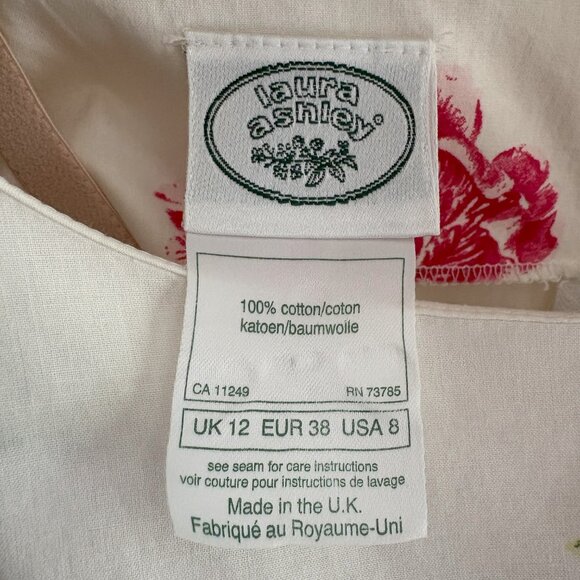 laura
ashley®
100% cotton/coton
katoen/baumwolle
CA 11249 RN 73785
UK 12 EUR 38 USA 8
see seam for care instructions
voir couture pour instructions de lavage
Made in the U.K.
Fabriqué au Royaume-Uni